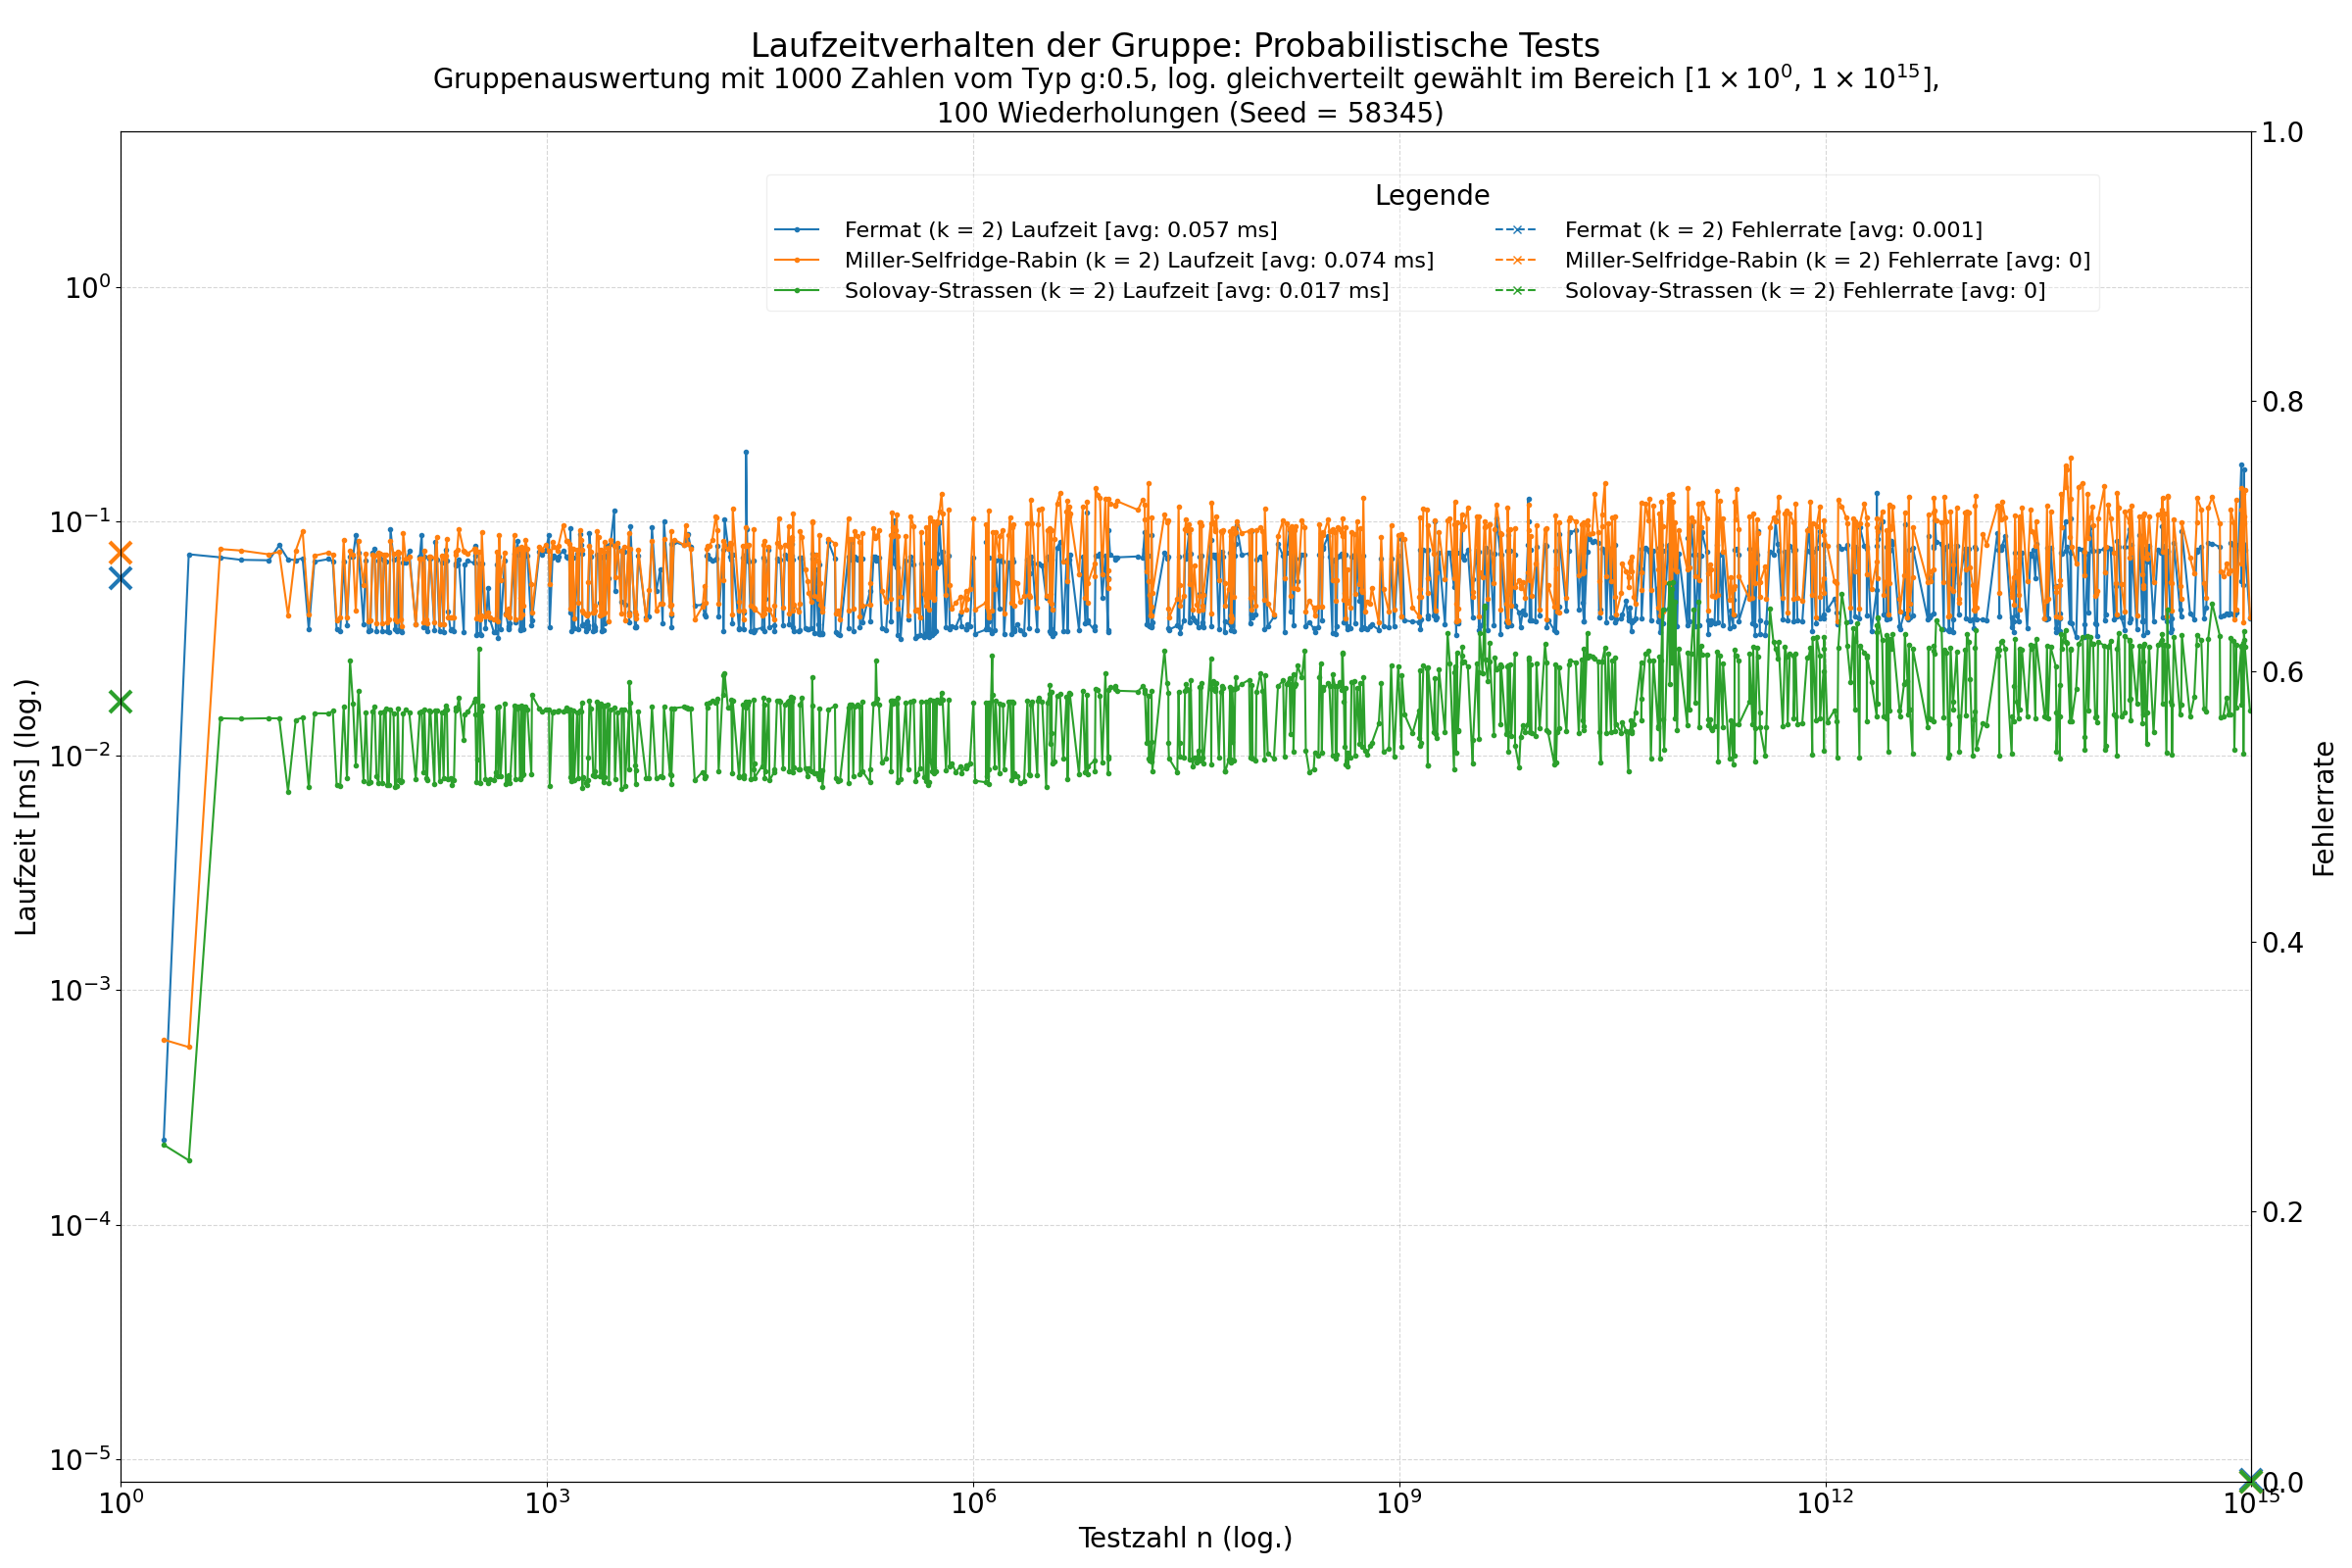 Laufzeitverhalten der Gruppe: Probabilistische Tests
Gruppenauswertung mit 1000 Zahlen vom Typ g:0.5, log. gleichverteilt gewählt im Bereich [1 × 10⁰, 1 × 10¹⁵],
100 Wiederholungen (Seed = 58345)
Legende
Fermat (k = 2) Laufzeit [avg: 0.057 ms]
Miller-Selfridge-Rabin (k = 2) Laufzeit [avg: 0.074 ms]
Solovay-Strassen (k = 2) Laufzeit [avg: 0.017 ms]
Fermat (k = 2) Fehlerrate [avg: 0.001]
Miller-Selfridge-Rabin (k = 2) Fehlerrate [avg: 0]
Solovay-Strassen (k = 2) Fehlerrate [avg: 0]
Laufzeit [ms] (log.)
10⁰
10⁻¹
10⁻²
10⁻³
10⁻⁴
10⁻⁵
1.0
0.8
0.6
0.4
0.2
0.0
Fehlerrate
10⁰
10³
10⁶
10⁹
10¹²
10¹⁵
Testzahl n (log.)